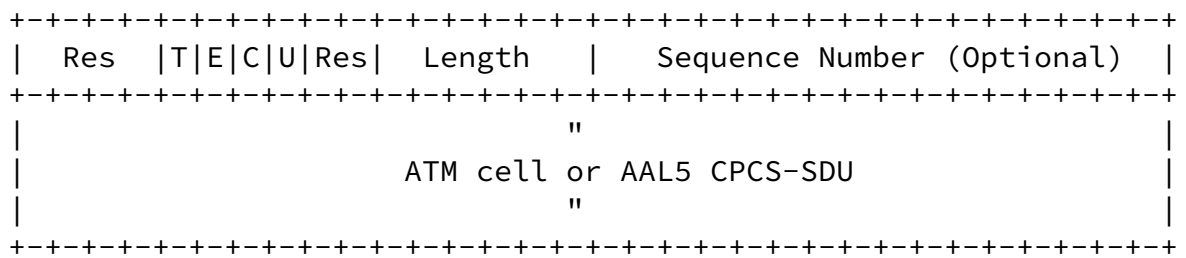 +-+-+-+-+-+-+-+-+-+-+-+-+-+-+-+-+-+-+-+-+-+-+-+-+-+-+-+-+-+-+-+-+
|  Res  |T|E|C|U|Res|  Length   |   Sequence Number (Optional)  |
+-+-+-+-+-+-+-+-+-+-+-+-+-+-+-+-+-+-+-+-+-+-+-+-+-+-+-+-+-+-+-+-+
|                              "                                |
|                     ATM cell or AAL5 CPCS-SDU                 |
|                              "                                |
+-+-+-+-+-+-+-+-+-+-+-+-+-+-+-+-+-+-+-+-+-+-+-+-+-+-+-+-+-+-+-+-+